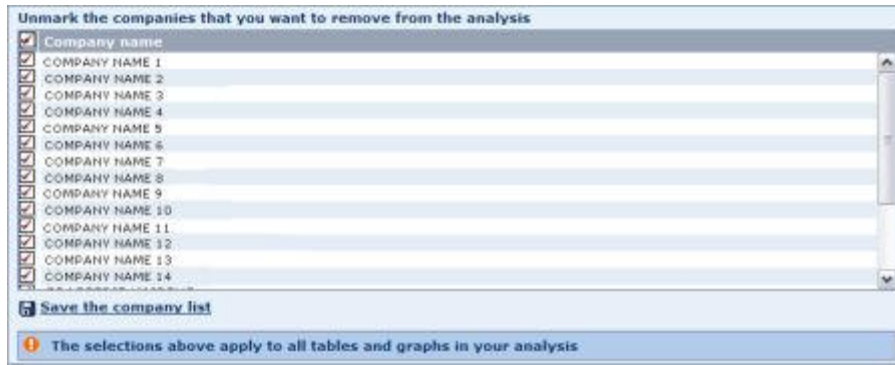 Unmark the companies that you want to remove from the analysis
Company name
COMPANY NAME 1
COMPANY NAME 2
COMPANY NAME 3
COMPANY NAME 4
COMPANY NAME 5
COMPANY NAME 6
COMPANY NAME 7
COMPANY NAME 8
COMPANY NAME 9
COMPANY NAME 10
COMPANY NAME 11
COMPANY NAME 12
COMPANY NAME 13
COMPANY NAME 14
Save the company list
The selections above apply to all tables and graphs in your analysis